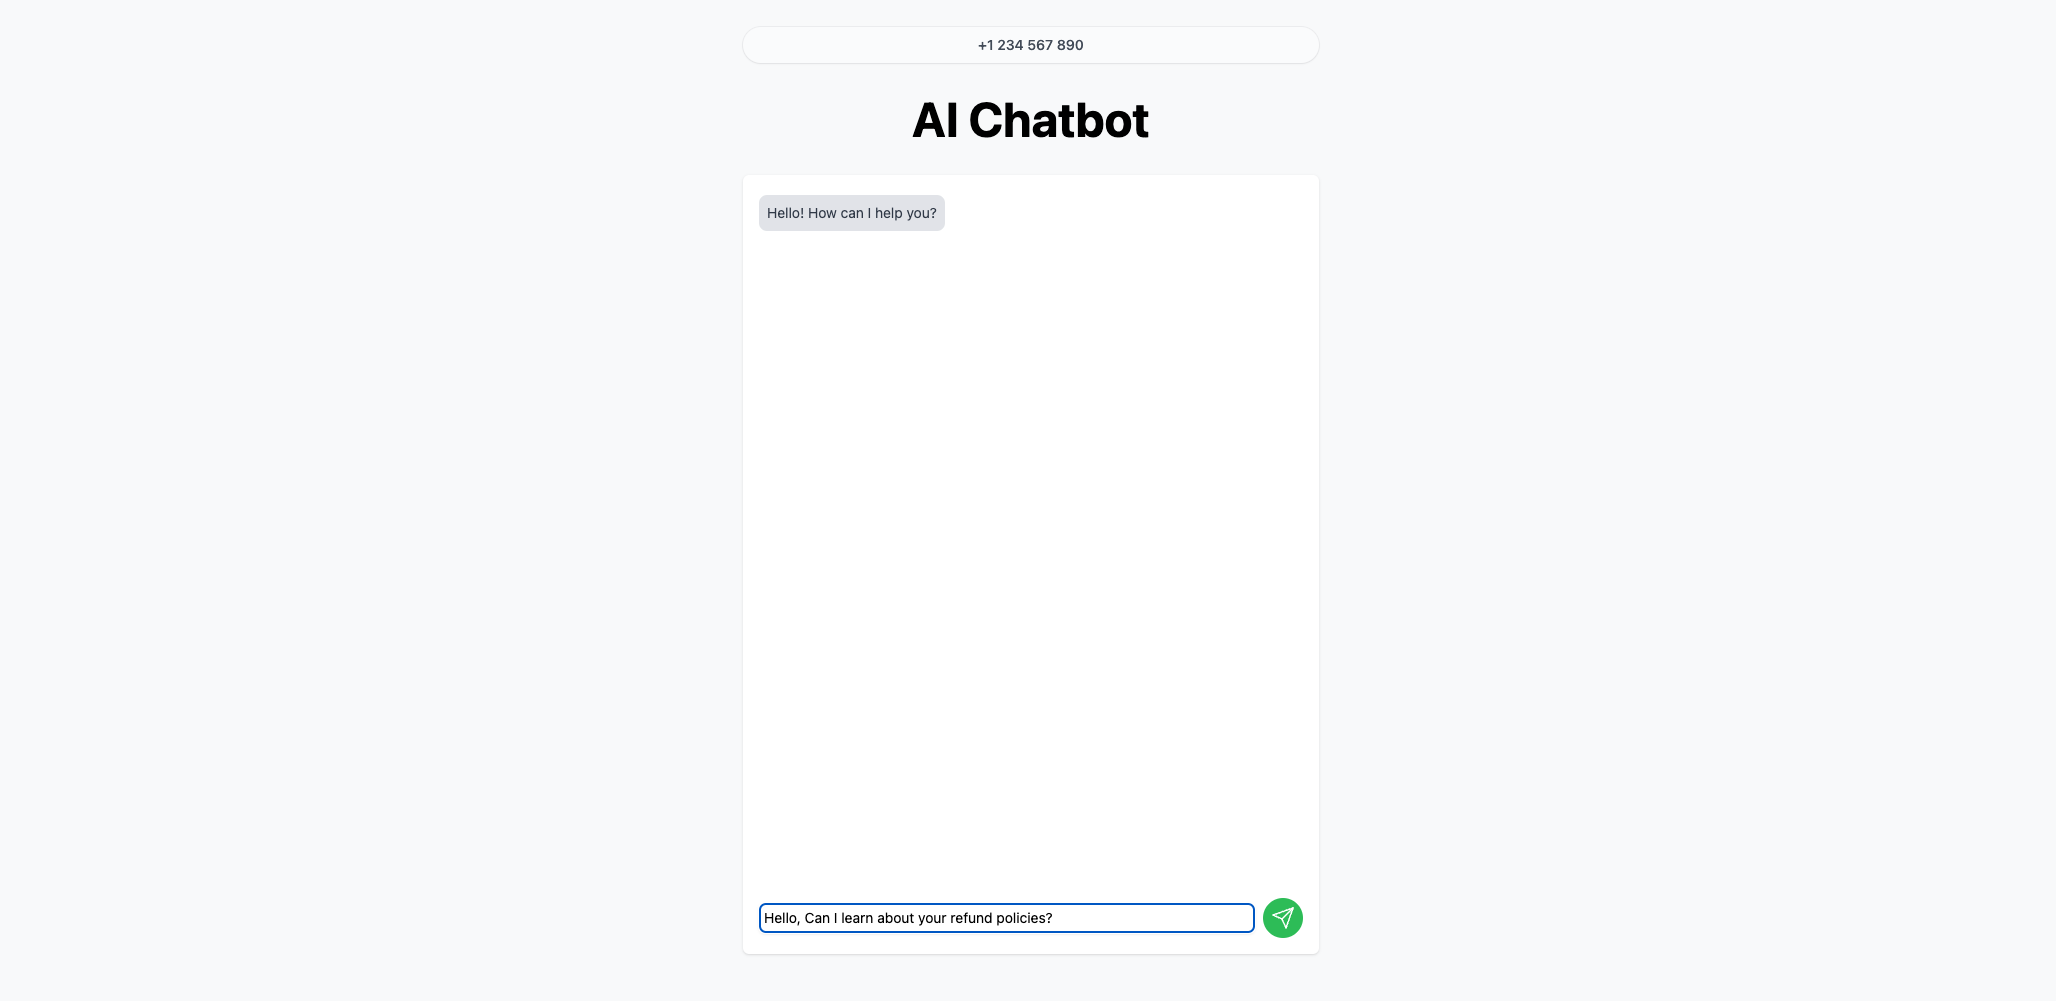 +1 234 567 890
AI Chatbot
Hello! How can I help you?
Hello, Can I learn about your refund policies?